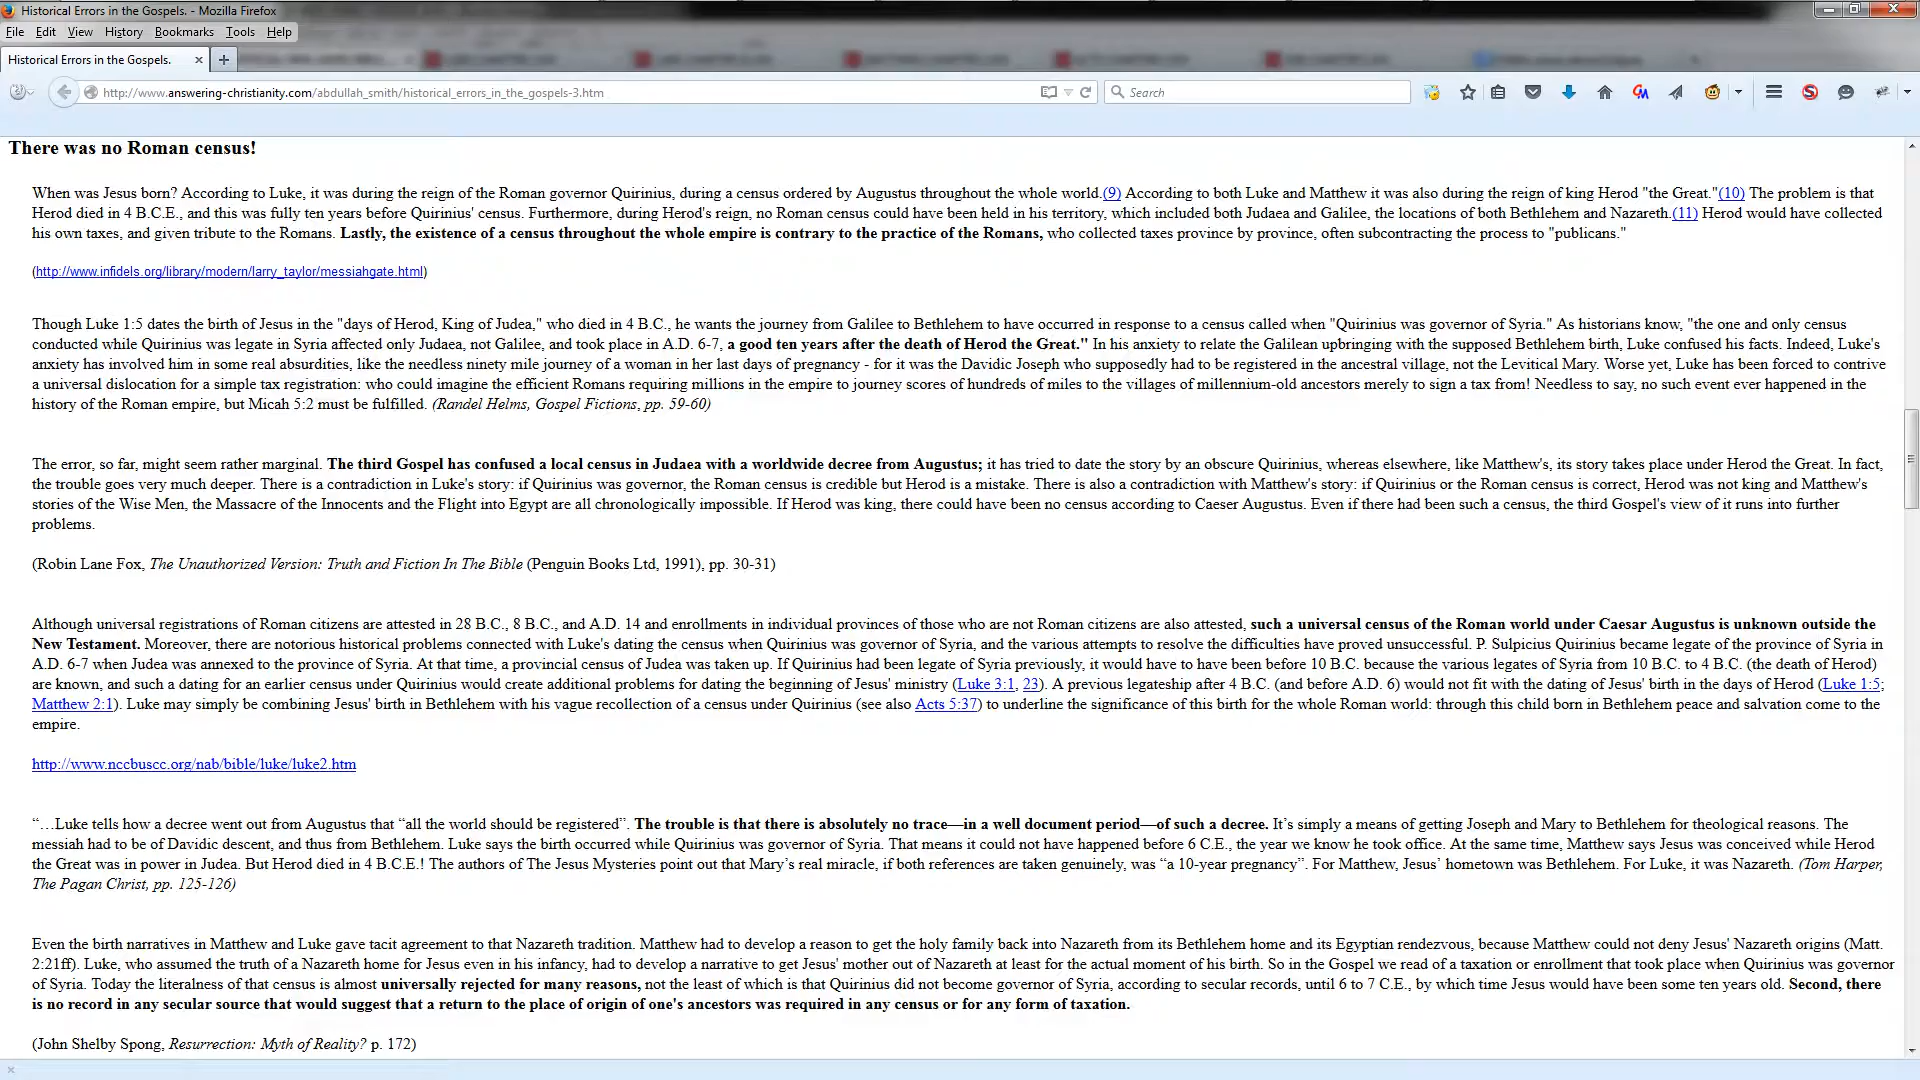 Historical Errors in the Gospels. - Mozilla Firefox
File Edit View History Bookmarks Tools Help
Historical Errors in the Gospels.
http://www.answering-christianity.com/abdullah_smith/historical_errors_in_the_gospels-3.htm
Search
There was no Roman census!
When was Jesus born? According to Luke, it was during the reign of the Roman governor Quirinius, during a census ordered by Augustus throughout the whole world.(9) According to both Luke and Matthew it was also during the reign of king Herod "the Great."(10) The problem is that
Herod died in 4 B.C.E., and this was fully ten years before Quirinius' census. Furthermore, during Herod's reign, no Roman census could have been held in his territory, which included both Judaea and Galilee, the locations of both Bethlehem and Nazareth.(11) Herod would have collected
his own taxes, and given tribute to the Romans. Lastly, the existence of a census throughout the whole empire is contrary to the practice of the Romans, who collected taxes province by province, often subcontracting the process to "publicans."
(http://www.infidels.org/library/modern/larry_taylor/messiahgate.html)
Though Luke 1:5 dates the birth of Jesus in the "days of Herod, King of Judea," who died in 4 B.C., he wants the journey from Galilee to Bethlehem to have occurred in response to a census called when "Quirinius was governor of Syria." As historians know, "the one and only census
conducted while Quirinius was legate in Syria affected only Judaea, not Galilee, and took place in A.D. 6-7, a good ten years after the death of Herod the Great." In his anxiety to relate the Galilean upbringing with the supposed Bethlehem birth, Luke confused his facts. Indeed, Luke's
anxiety has involved him in some real absurdities, like the needless ninety mile journey of a woman in her last days of pregnancy - for it was the Davidic Joseph who supposedly had to be registered in the ancestral village, not the Levitical Mary. Worse yet, Luke has been forced to contrive
a universal dislocation for a simple tax registration: who could imagine the efficient Romans requiring millions in the empire to journey scores of hundreds of miles to the villages of millennium-old ancestors merely to sign a tax from! Needless to say, no such event ever happened in the
history of the Roman empire, but Micah 5:2 must be fulfilled. (Randel Helms, Gospel Fictions, pp. 59-60)
The error, so far, might seem rather marginal. The third Gospel has confused a local census in Judaea with a worldwide decree from Augustus; it has tried to date the story by an obscure Quirinius, whereas elsewhere, like Matthew's, its story takes place under Herod the Great. In fact,
the trouble goes very much deeper. There is a contradiction in Luke's story: if Quirinius was governor, the Roman census is credible but Herod is a mistake. There is also a contradiction with Matthew's story: if Quirinius or the Roman census is correct, Herod was not king and Matthew's
stories of the Wise Men, the Massacre of the Innocents and the Flight into Egypt are all chronologically impossible. If Herod was king, there could have been no census according to Caeser Augustus. Even if there had been such a census, the third Gospel's view of it runs into further
problems.
(Robin Lane Fox, The Unauthorized Version: Truth and Fiction In The Bible (Penguin Books Ltd, 1991), pp. 30-31)
Although universal registrations of Roman citizens are attested in 28 B.C., 8 B.C., and A.D. 14 and enrollments in individual provinces of those who are not Roman citizens are also attested, such a universal census of the Roman world under Caesar Augustus is unknown outside the
New Testament. Moreover, there are notorious historical problems connected with Luke's dating the census when Quirinius was governor of Syria, and the various attempts to resolve the difficulties have proved unsuccessful. P. Sulpicius Quirinius became legate of the province of Syria in
A.D. 6-7 when Judea was annexed to the province of Syria. At that time, a provincial census of Judea was taken up. If Quirinius had been legate of Syria previously, it would have to have been before 10 B.C. because the various legates of Syria from 10 B.C. to 4 B.C. (the death of Herod)
are known, and such a dating for an earlier census under Quirinius would create additional problems for dating the beginning of Jesus' ministry (Luke 3:1, 23). A previous legateship after 4 B.C. (and before A.D. 6) would not fit with the dating of Jesus' birth in the days of Herod (Luke 1:5;
Matthew 2:1). Luke may simply be combining Jesus' birth in Bethlehem with his vague recollection of a census under Quirinius (see also Acts 5:37) to underline the significance of this birth for the whole Roman world: through this child born in Bethlehem peace and salvation come to the
empire.
http://www.nccbuscc.org/nab/bible/luke/luke2.htm
“…Luke tells how a decree went out from Augustus that “all the world should be registered”. The trouble is that there is absolutely no trace—in a well document period—of such a decree. It’s simply a means of getting Joseph and Mary to Bethlehem for theological reasons. The
messiah had to be of Davidic descent, and thus from Bethlehem. Luke says the birth occurred while Quirinius was governor of Syria. That means it could not have happened before 6 C.E., the year we know he took office. At the same time, Matthew says Jesus was conceived while Herod
the Great was in power in Judea. But Herod died in 4 B.C.E.! The authors of The Jesus Mysteries point out that Mary’s real miracle, if both references are taken genuinely, was “a 10-year pregnancy”. For Matthew, Jesus’ hometown was Bethlehem. For Luke, it was Nazareth. (Tom Harper,
The Pagan Christ, pp. 125-126)
Even the birth narratives in Matthew and Luke gave tacit agreement to that Nazareth tradition. Matthew had to develop a reason to get the holy family back into Nazareth from its Bethlehem home and its Egyptian rendezvous, because Matthew could not deny Jesus' Nazareth origins (Matt.
2:21ff). Luke, who assumed the truth of a Nazareth home for Jesus even in his infancy, had to develop a narrative to get Jesus' mother out of Nazareth at least for the actual moment of his birth. So in the Gospel we read of a taxation or enrollment that took place when Quirinius was governor
of Syria. Today the literalness of that census is almost universally rejected for many reasons, not the least of which is that Quirinius did not become governor of Syria, according to secular records, until 6 to 7 C.E., by which time Jesus would have been some ten years old. Second, there
is no record in any secular source that would suggest that a return to the place of origin of one's ancestors was required in any census or for any form of taxation.
(John Shelby Spong, Resurrection: Myth of Reality? p. 172)